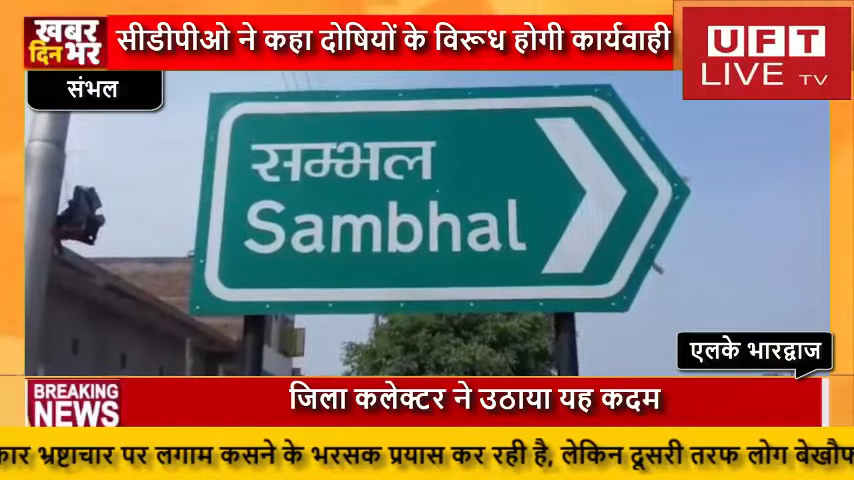 खबर
दिन भर
सीडीपीओ ने कहा दोषियों के विरूध होगी कार्यवाही
UFT
LIVE TV
संभल
सम्भल
Sambhal
एलके भारद्वाज
BREAKING
NEWS
जिला कलेक्टर ने उठाया यह कदम
भ्रष्टाचार पर लगाम कसने के भरसक प्रयास कर रही है, लेकिन दूसरी तरफ लोग